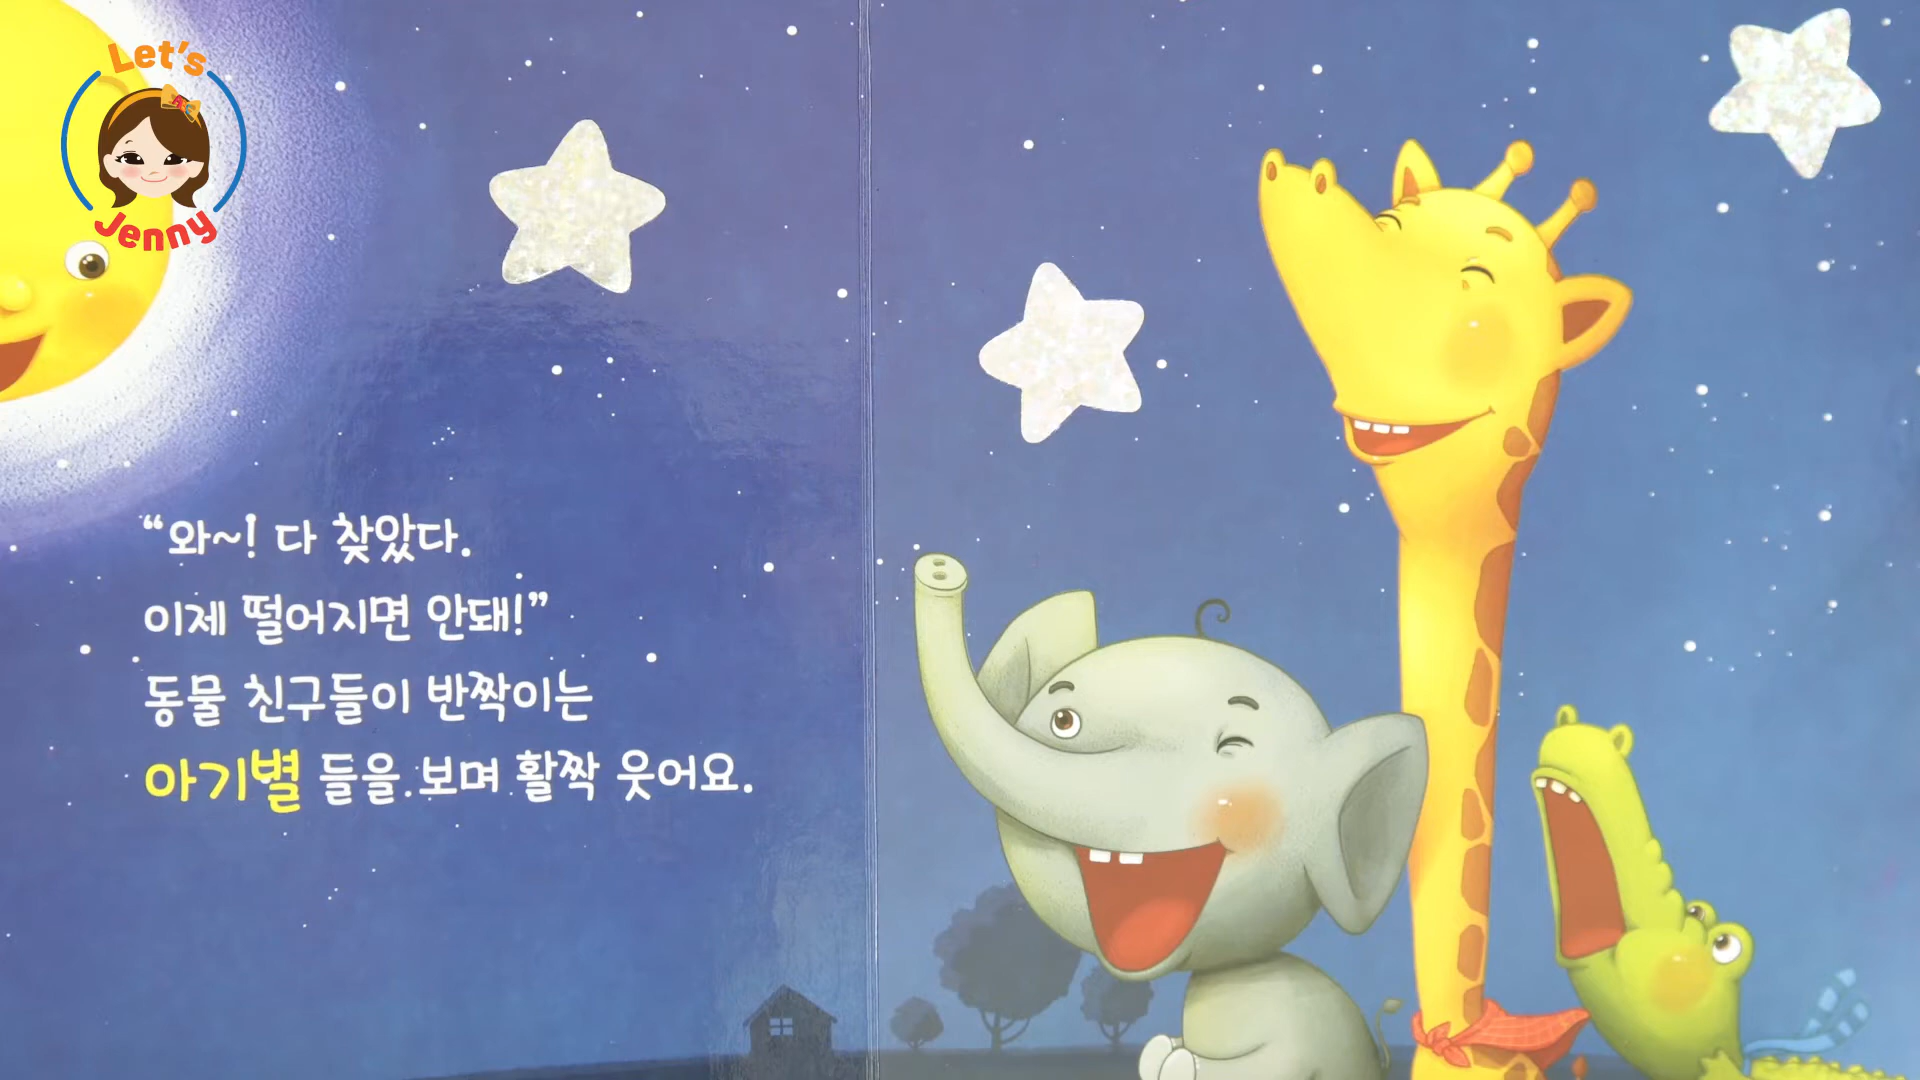 Let's
Jenny
“와~! 다 찾았다.
이제 떨어지면 안돼!”
동물 친구들이 반짝이는
아기별 들을 보며 활짝 웃어요.